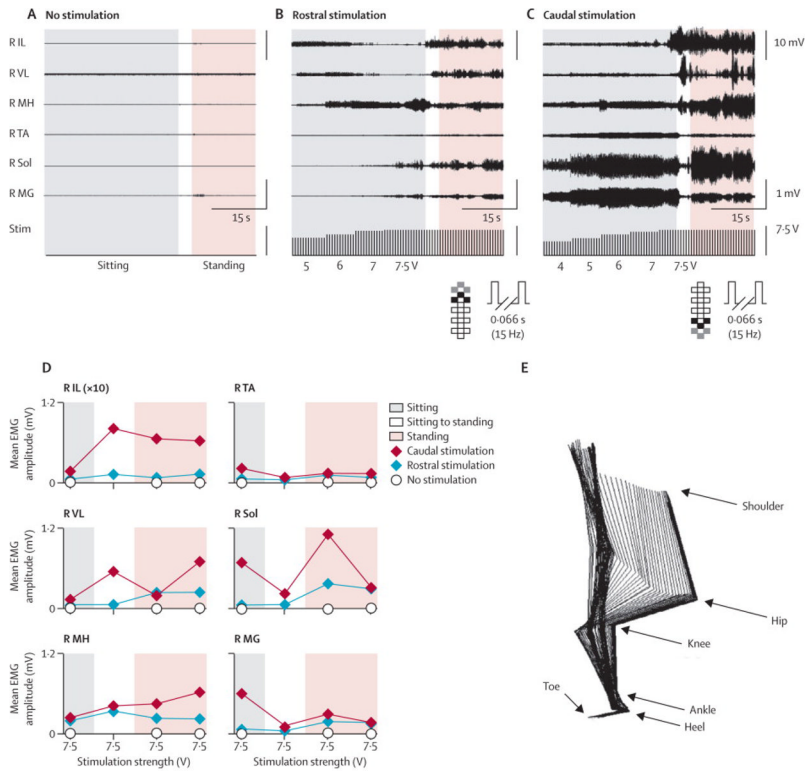 A No stimulation
B Rostral stimulation
C Caudal stimulation
R IL
R VL
R MH
R TA
R Sol
R MG
Stim
15 s
15 s
15 s
10 mV
1 mV
7·5 V
Sitting Standing
5 6 7 7·5 V
4 5 6 7 7·5 V
0·066 s
(15 Hz)
0·066 s
(15 Hz)
D
R IL (×10)
R TA
1·2
0
Mean EMG
amplitude (mV)
Sitting
Sitting to standing
Standing
Caudal stimulation
Rostral stimulation
No stimulation
R VL
R Sol
1·2
0
Mean EMG
amplitude (mV)
R MH
R MG
1·2
0
Mean EMG
amplitude (mV)
7·5 7·5 7·5 7·5
7·5 7·5 7·5 7·5
Stimulation strength (V)
Stimulation strength (V)
E
Shoulder
Hip
Knee
Toe
Ankle
Heel